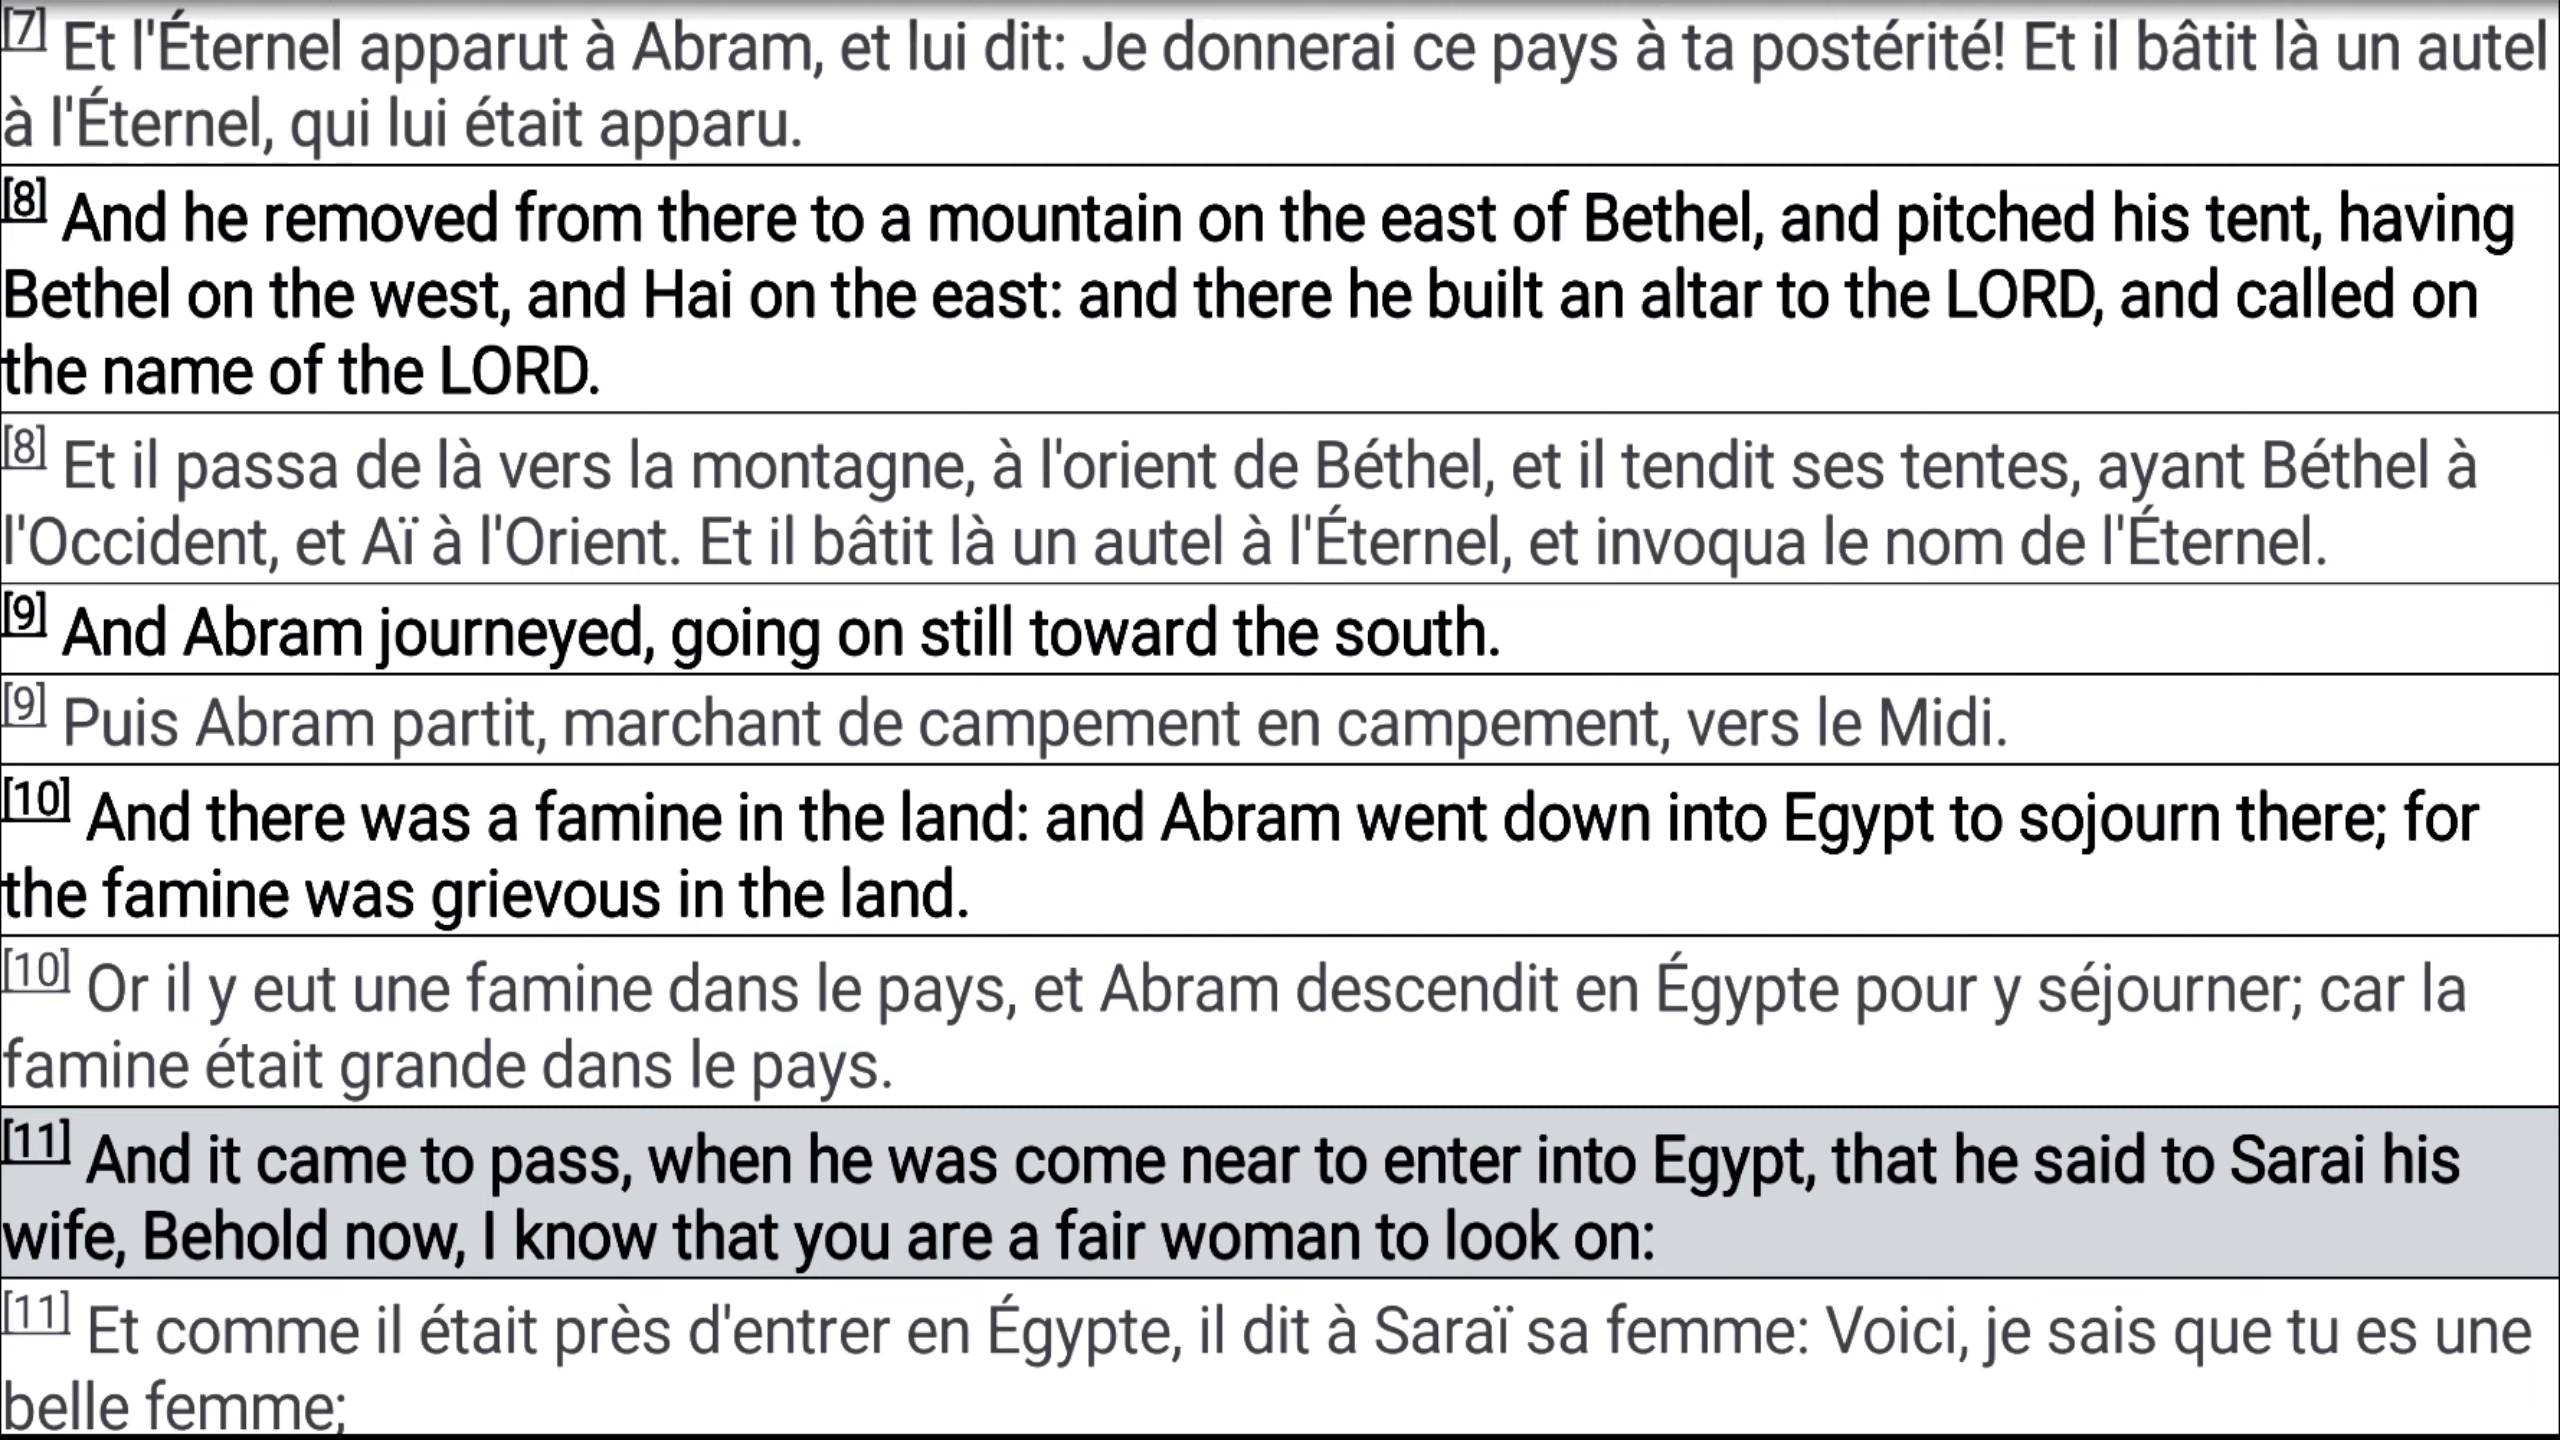 [7] Et l'Éternel apparut à Abram, et lui dit: Je donnerai ce pays à ta postérité! Et il bâtit là un autel
à l'Éternel, qui lui était apparu.
[8] And he removed from there to a mountain on the east of Bethel, and pitched his tent, having
Bethel on the west, and Hai on the east: and there he built an altar to the LORD, and called on
the name of the LORD.
[8] Et il passa de là vers la montagne, à l'orient de Béthel, et il tendit ses tentes, ayant Béthel à
l'Occident, et Aï à l'Orient. Et il bâtit là un autel à l'Éternel, et invoqua le nom de l'Éternel.
[9] And Abram journeyed, going on still toward the south.
[9] Puis Abram partit, marchant de campement en campement, vers le Midi.
[10] And there was a famine in the land: and Abram went down into Egypt to sojourn there; for
the famine was grievous in the land.
[10] Or il y eut une famine dans le pays, et Abram descendit en Égypte pour y séjourner; car la
famine était grande dans le pays.
[11] And it came to pass, when he was come near to enter into Egypt, that he said to Sarai his
wife, Behold now, I know that you are a fair woman to look on:
[11] Et comme il était près d'entrer en Égypte, il dit à Saraï sa femme: Voici, je sais que tu es une
belle femme;